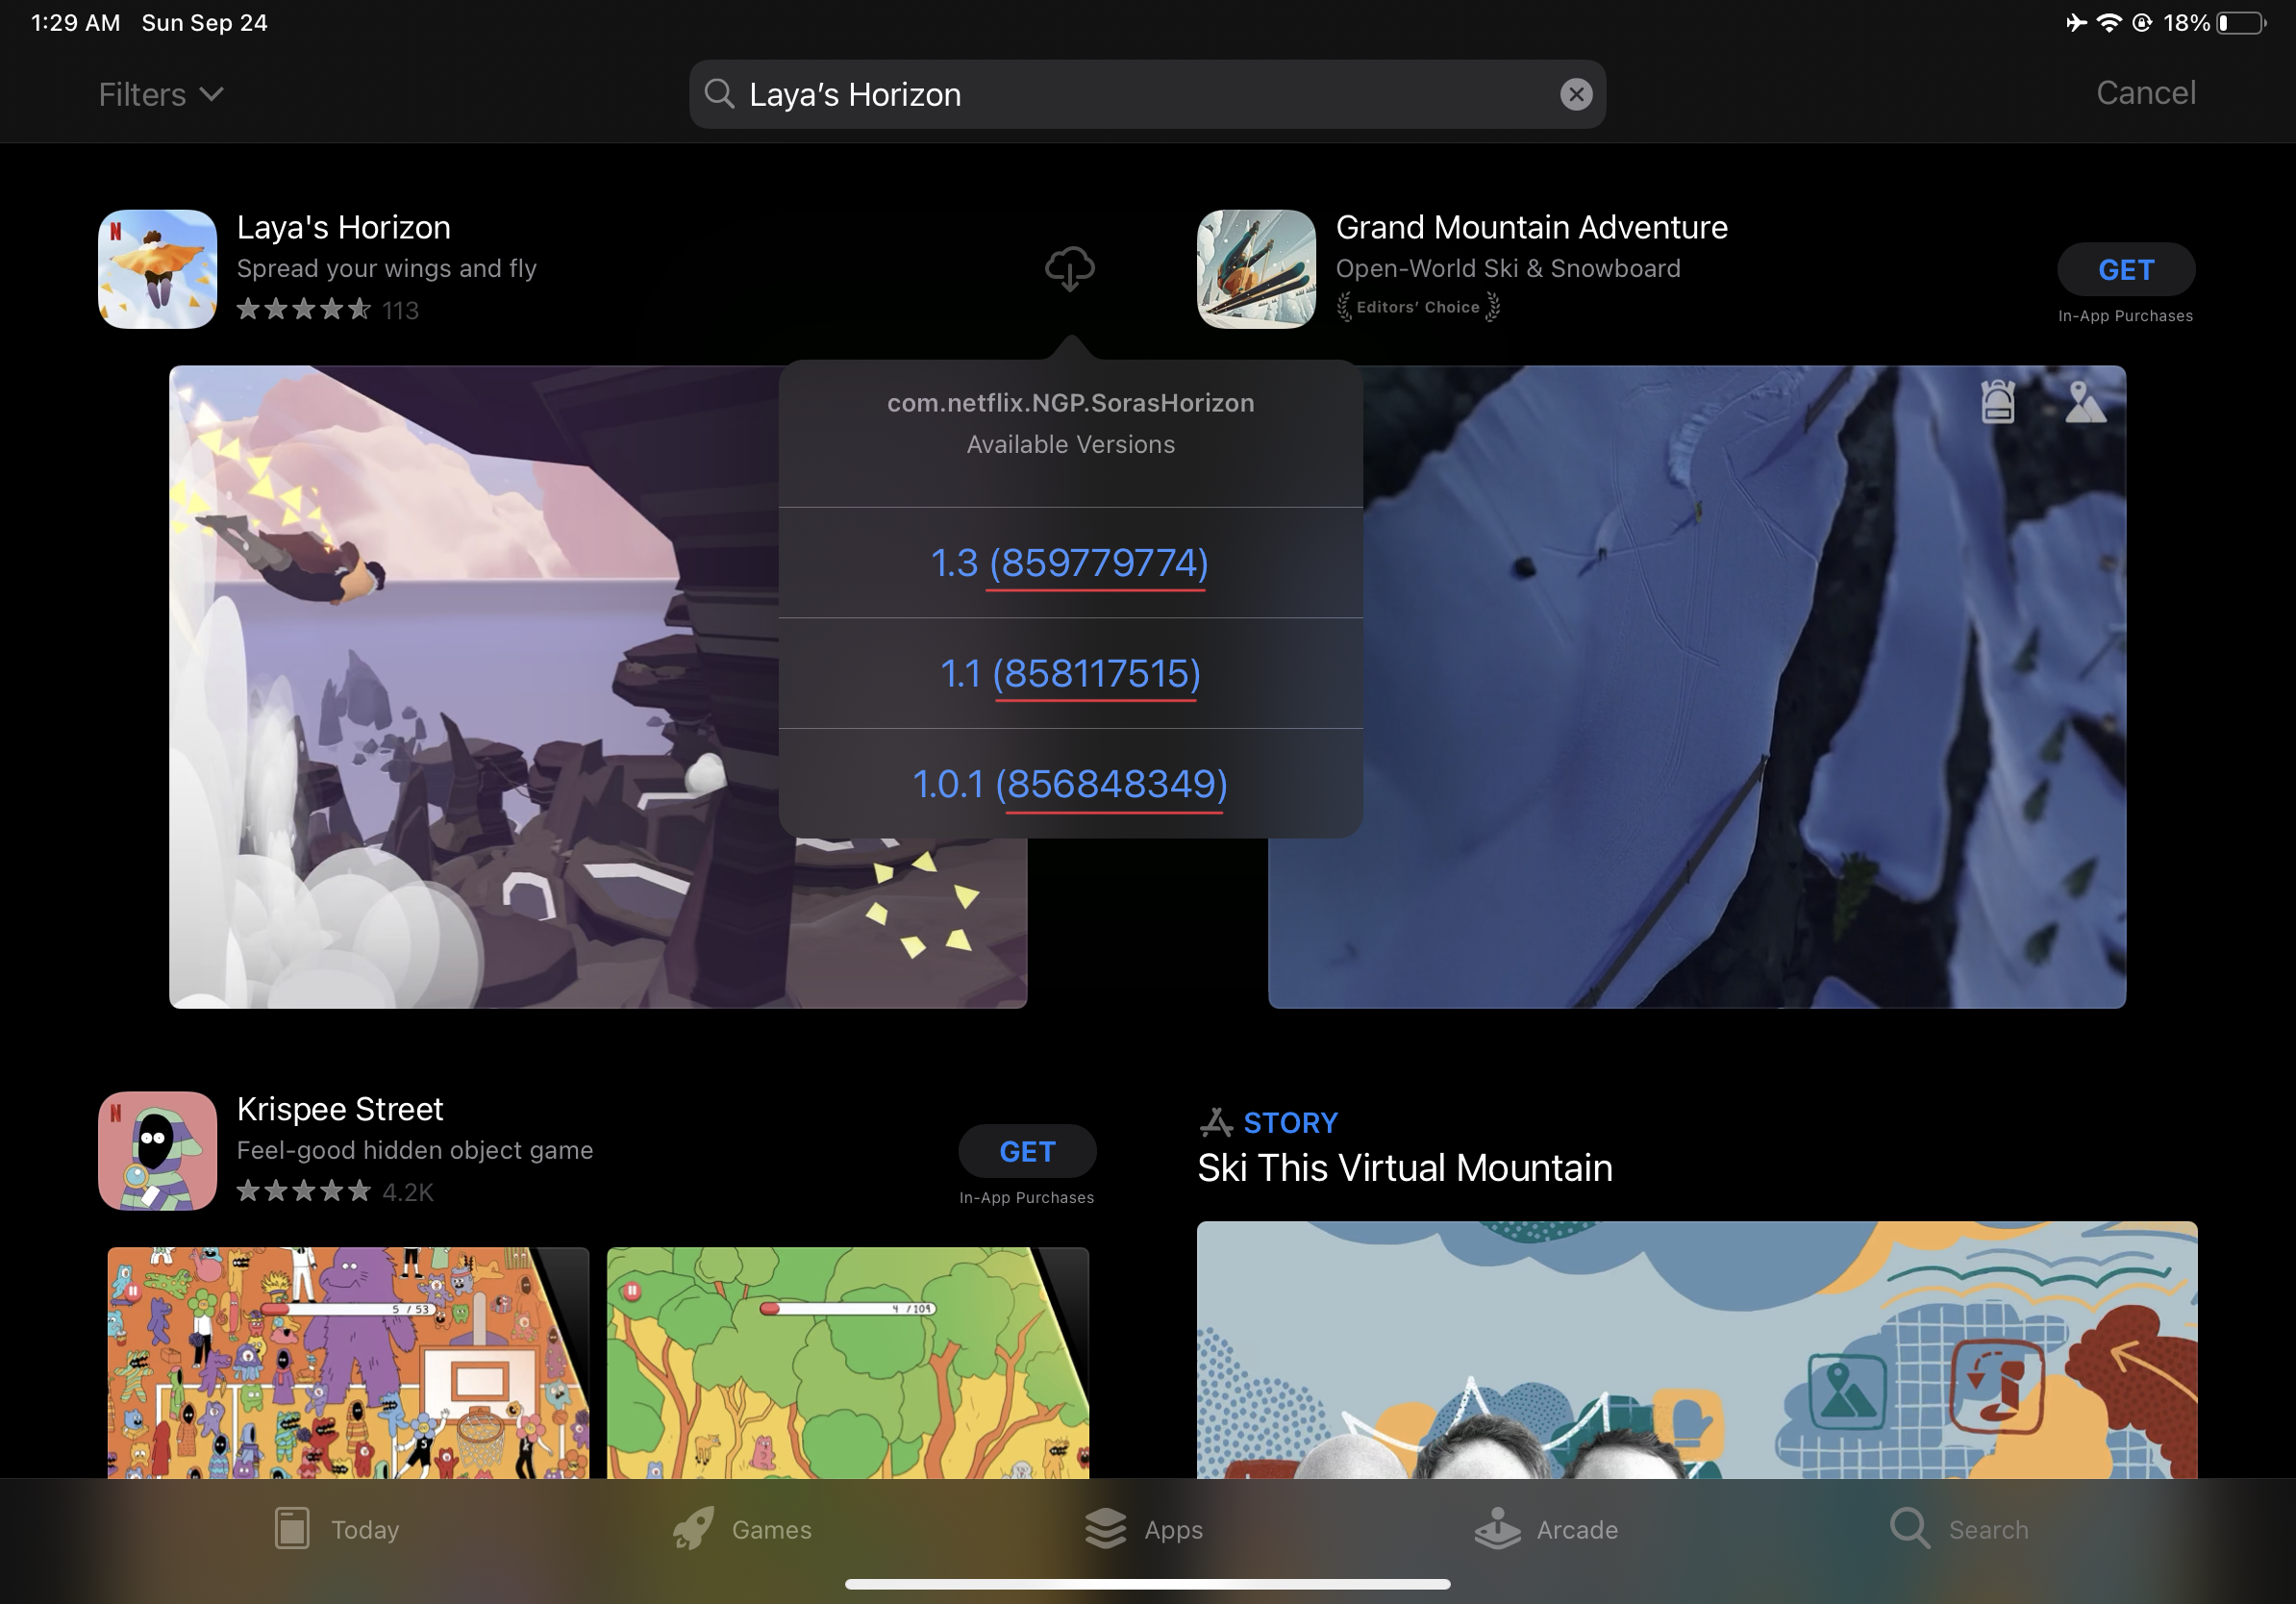 1:29 AM Sun Sep 24
18%
Filters
Laya’s Horizon
Cancel
N
Laya's Horizon
Spread your wings and fly
113
Grand Mountain Adventure
Open-World Ski & Snowboard
Editors’ Choice
GET
In-App Purchases
com.netflix.NGP.SorasHorizon
Available Versions
1.3 (859779774)
1.1 (858117515)
1.0.1 (856848349)
N
Krispee Street
Feel-good hidden object game
4.2K
GET
In-App Purchases
STORY
Ski This Virtual Mountain
5 / 53
4 / 109
Today
Games
Apps
Arcade
Search